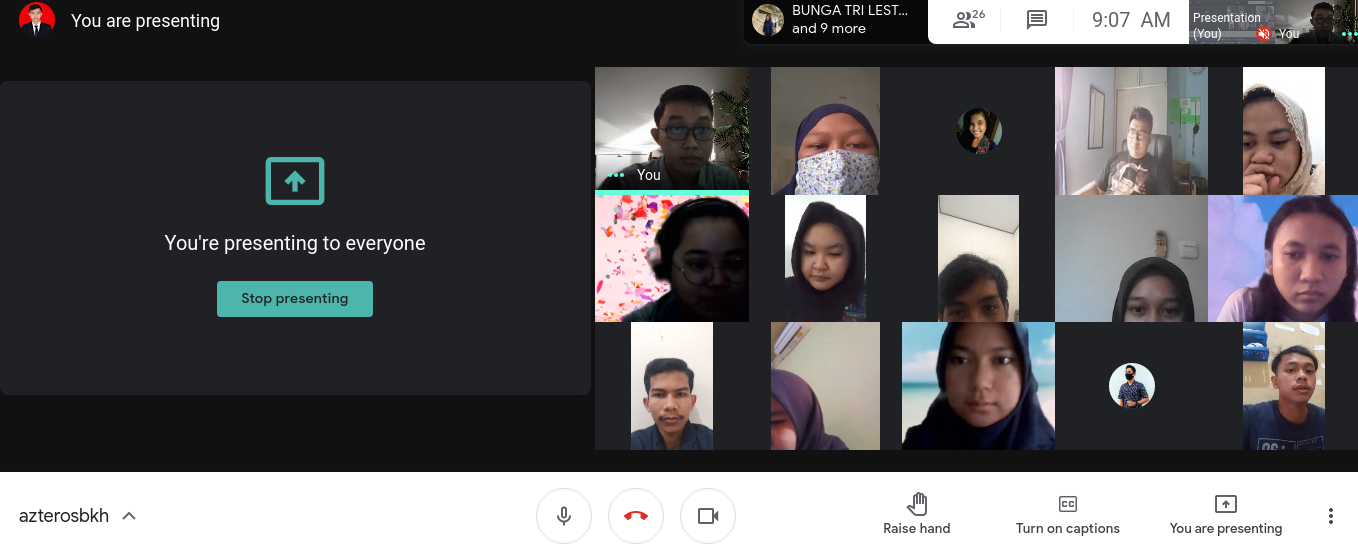 You are presenting
BUNGA TRI LEST...
and 9 more
26
9:07 AM
Presentation
(You)
You
You
You're presenting to everyone
Stop presenting
azterosbkh
Raise hand
CC
Turn on captions
You are presenting